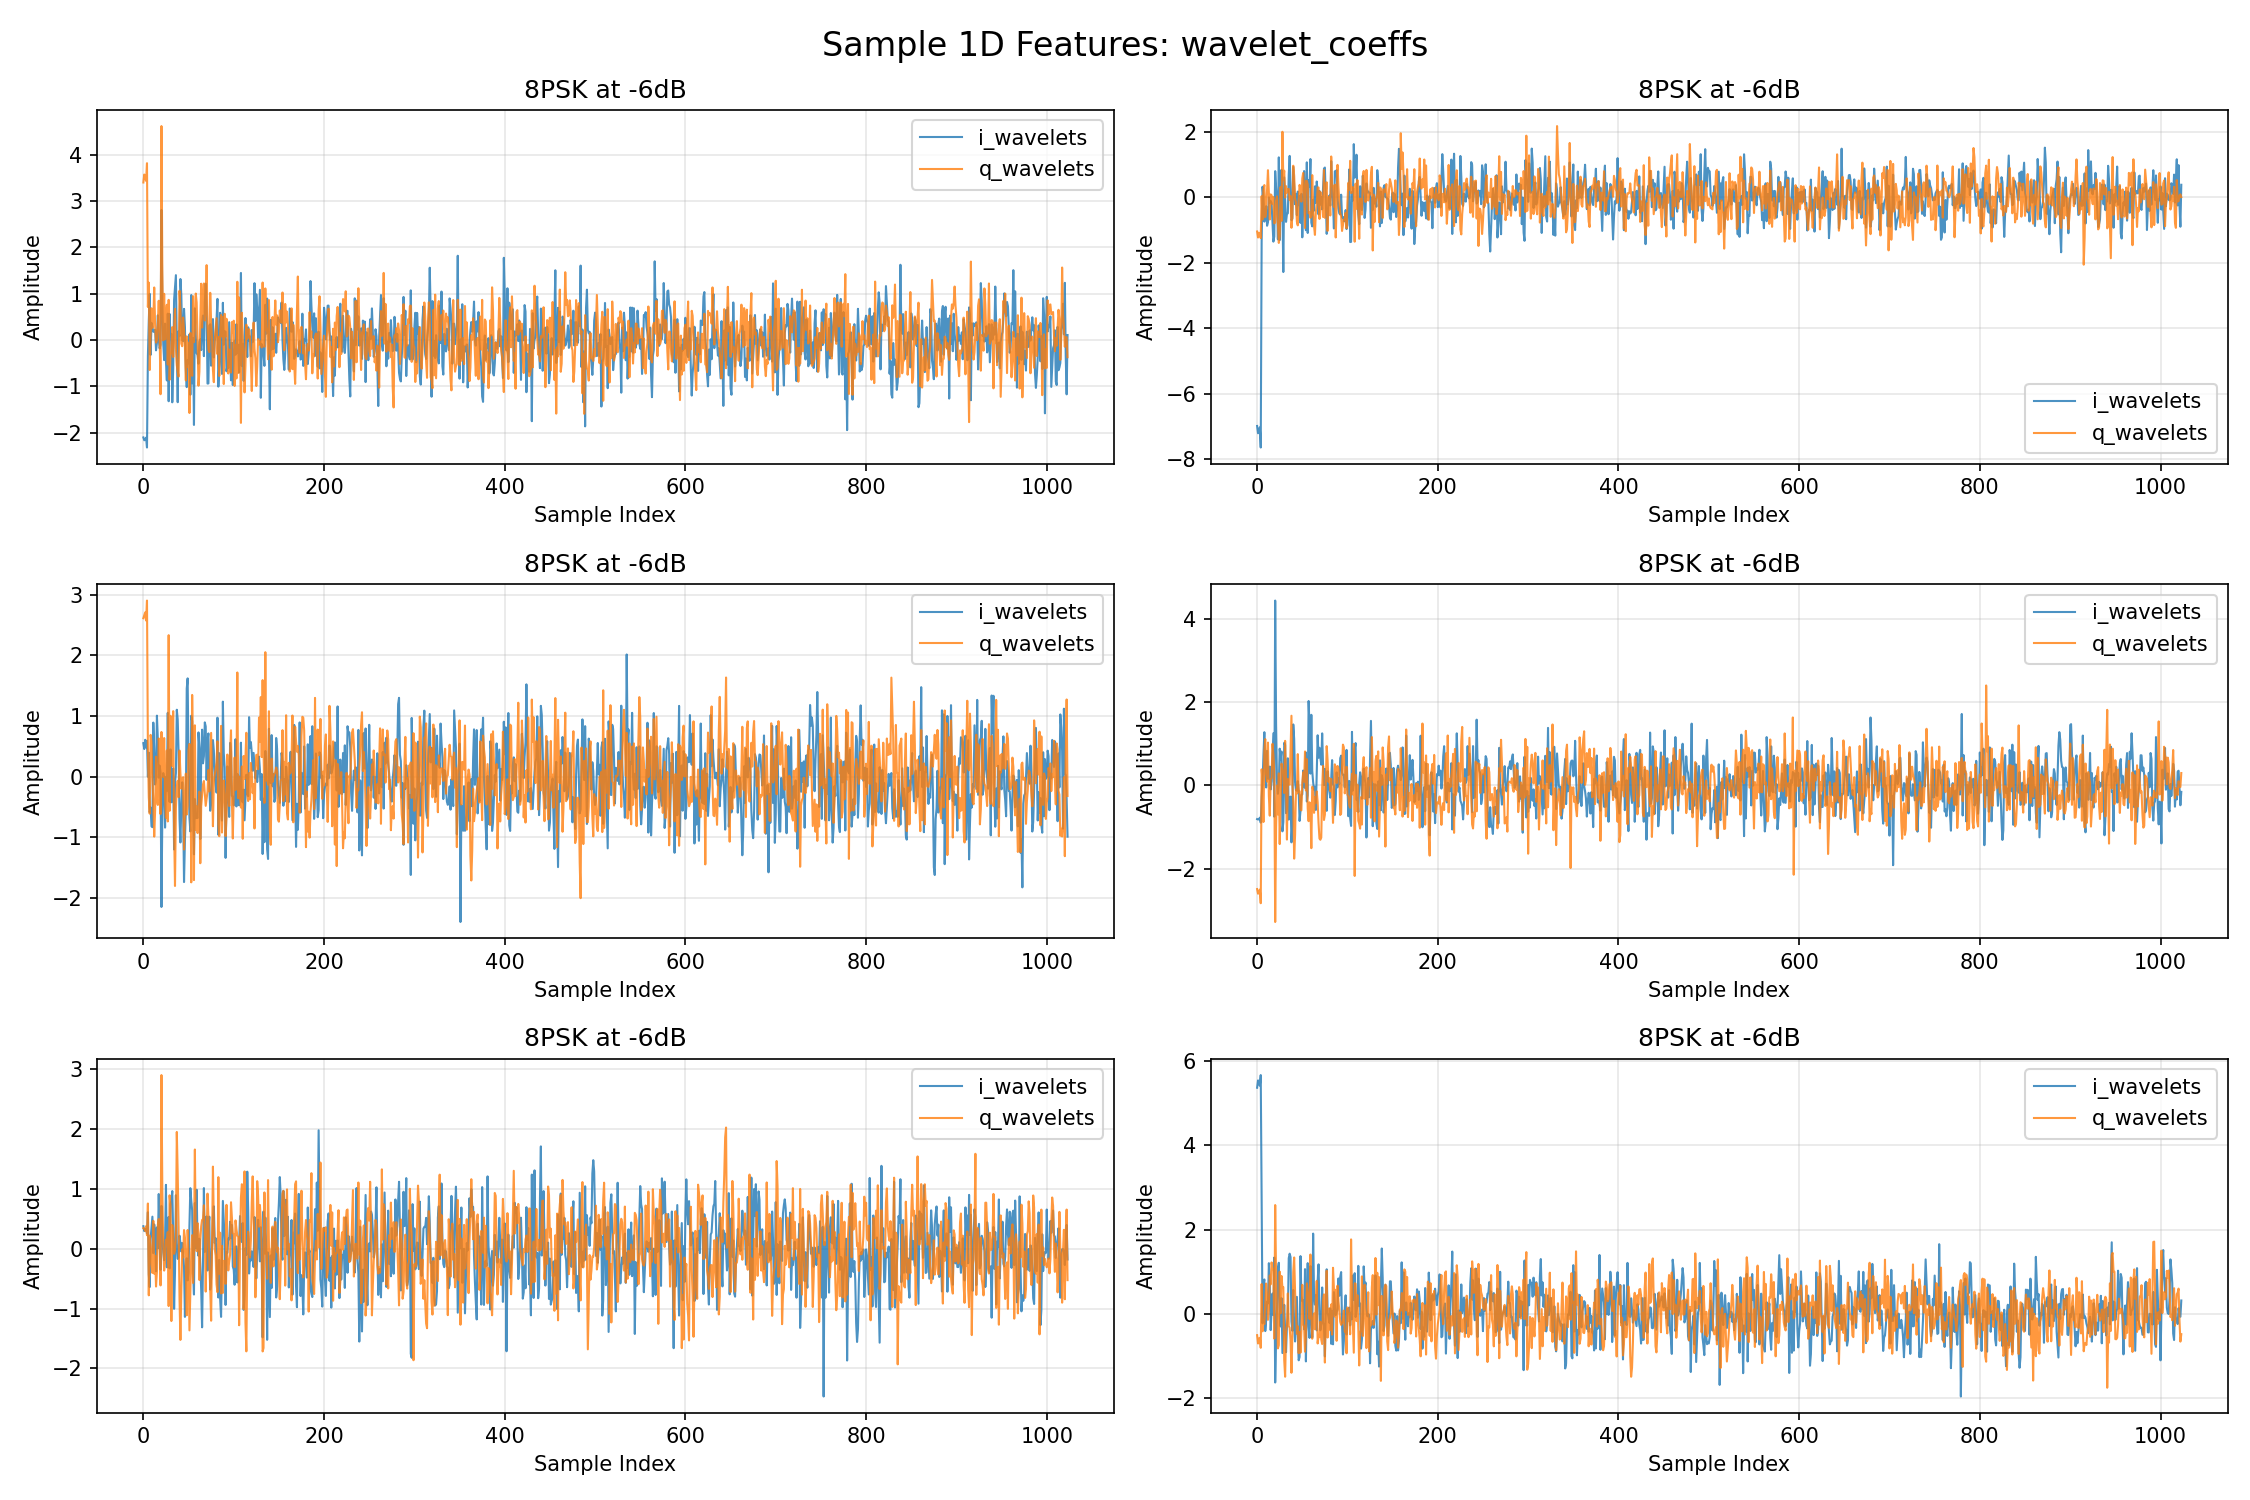 Sample 1D Features: wavelet_coeffs
8PSK at -6dB
Amplitude
4
3
2
1
0
−1
−2
i_wavelets
q_wavelets
0 200 400 600 800 1000
Sample Index
8PSK at -6dB
Amplitude
2
0
−2
−4
−6
−8
i_wavelets
q_wavelets
0 200 400 600 800 1000
Sample Index
8PSK at -6dB
Amplitude
3
2
1
0
−1
−2
i_wavelets
q_wavelets
0 200 400 600 800 1000
Sample Index
8PSK at -6dB
Amplitude
4
2
0
−2
i_wavelets
q_wavelets
0 200 400 600 800 1000
Sample Index
8PSK at -6dB
Amplitude
3
2
1
0
−1
−2
i_wavelets
q_wavelets
0 200 400 600 800 1000
Sample Index
8PSK at -6dB
Amplitude
6
4
2
0
−2
i_wavelets
q_wavelets
0 200 400 600 800 1000
Sample Index